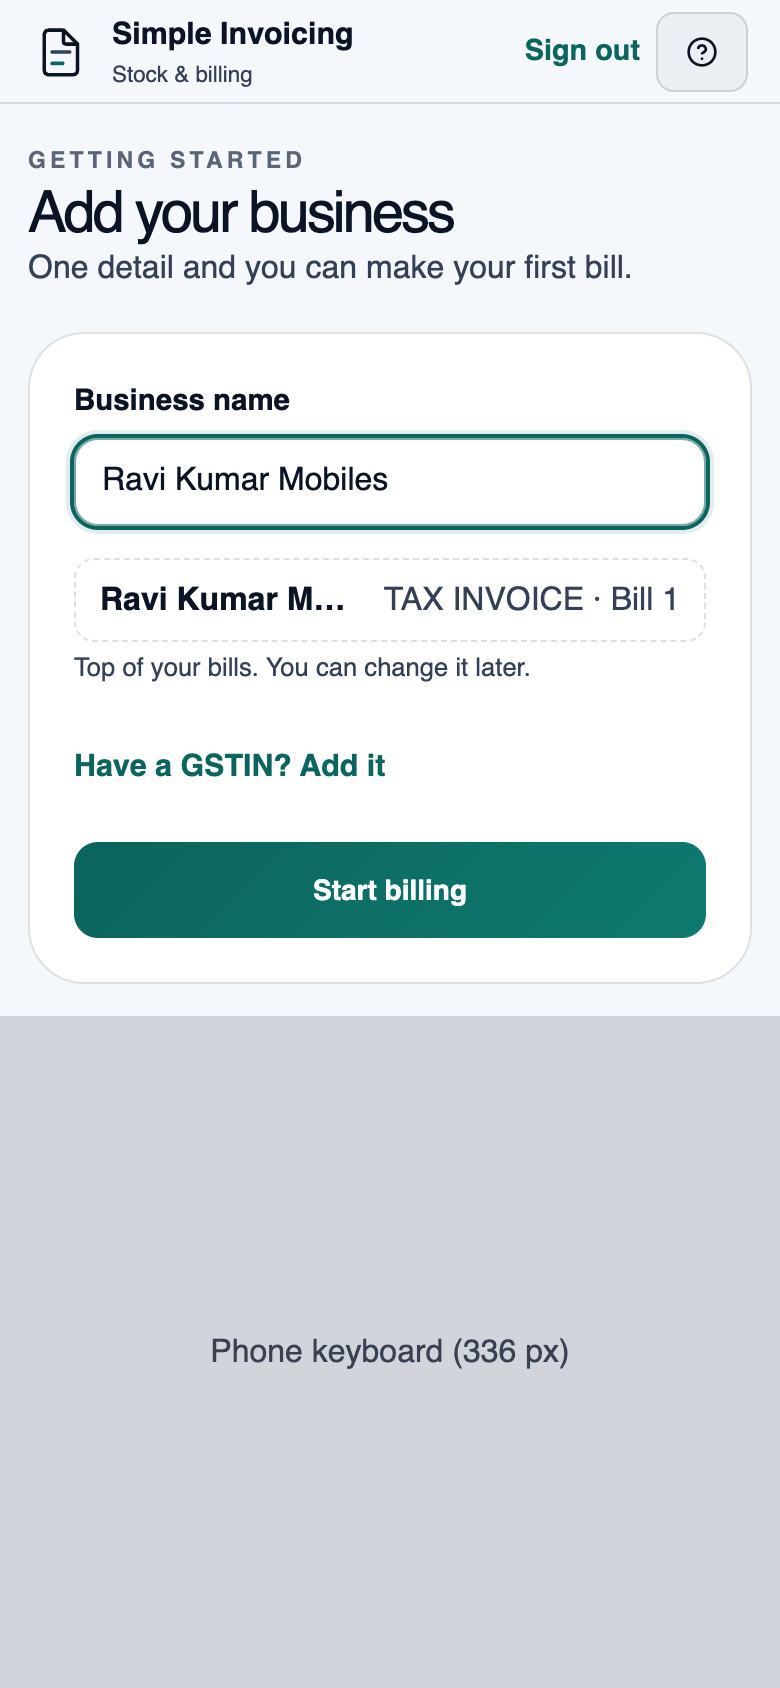 Simple Invoicing
Stock & billing
Sign out
GETTING STARTED
Add your business
One detail and you can make your first bill.
Business name
Ravi Kumar Mobiles
Ravi Kumar M... TAX INVOICE · Bill 1
Top of your bills. You can change it later.
Have a GSTIN? Add it
Start billing
Phone keyboard (336 px)